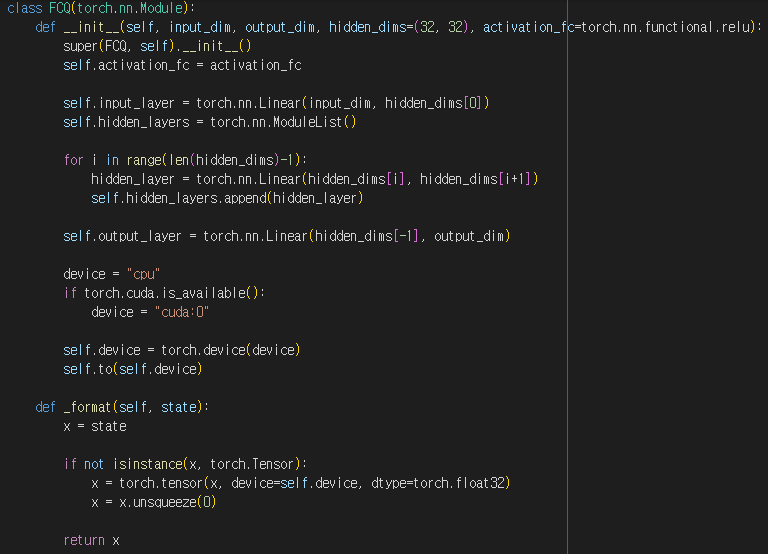 class FCQ(torch.nn.Module):
    def __init__(self, input_dim, output_dim, hidden_dims=(32, 32), activation_fc=torch.nn.functional.relu):
        super(FCQ, self).__init__()
        self.activation_fc = activation_fc

        self.input_layer = torch.nn.Linear(input_dim, hidden_dims[0])
        self.hidden_layers = torch.nn.ModuleList()

        for i in range(len(hidden_dims)-1):
            hidden_layer = torch.nn.Linear(hidden_dims[i], hidden_dims[i+1])
            self.hidden_layers.append(hidden_layer)

        self.output_layer = torch.nn.Linear(hidden_dims[-1], output_dim)

        device = "cpu"
        if torch.cuda.is_available():
            device = "cuda:0"

        self.device = torch.device(device)
        self.to(self.device)

    def _format(self, state):
        x = state

        if not isinstance(x, torch.Tensor):
            x = torch.tensor(x, device=self.device, dtype=torch.float32)
            x = x.unsqueeze(0)

        return x